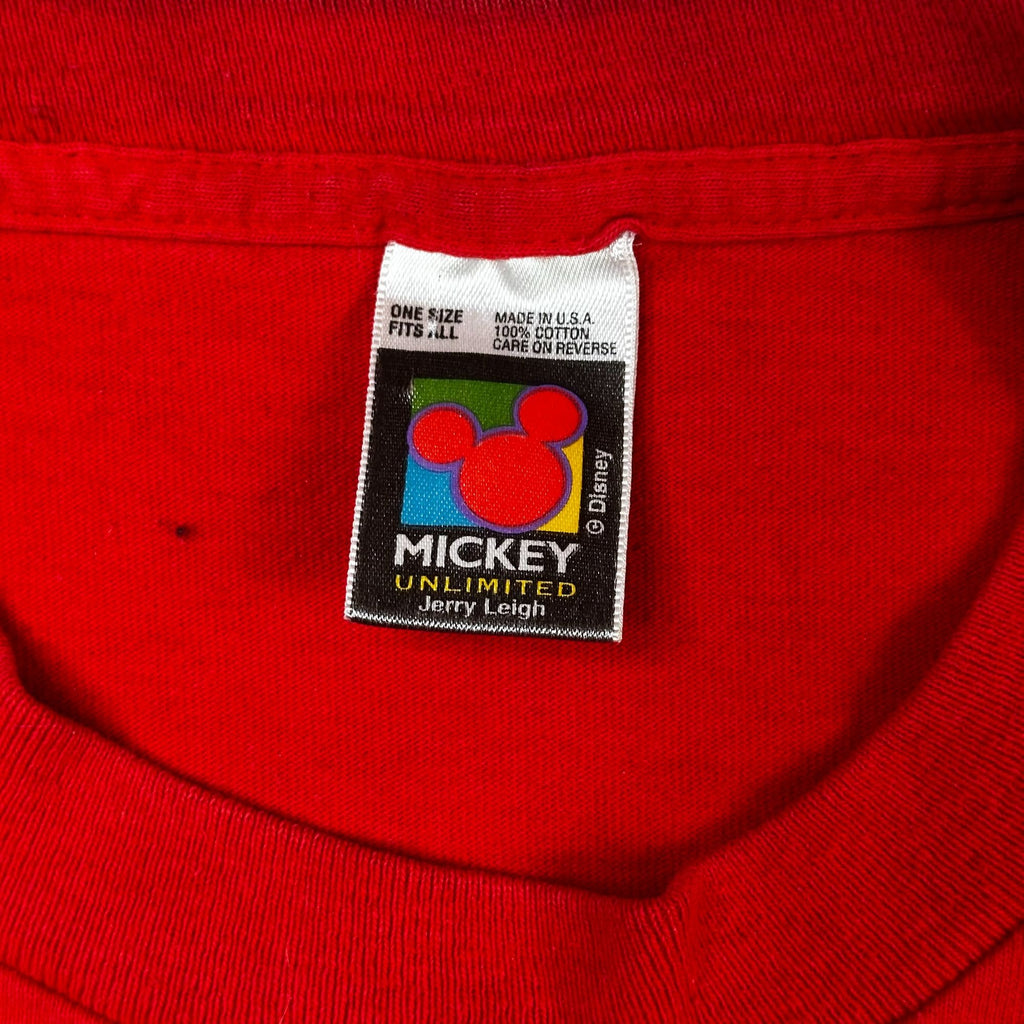 ONE SIZE
FITS ALL
MADE IN U.S.A.
100% COTTON
CARE ON REVERSE
© Disney
MICKEY
UNLIMITED
Jerry Leigh